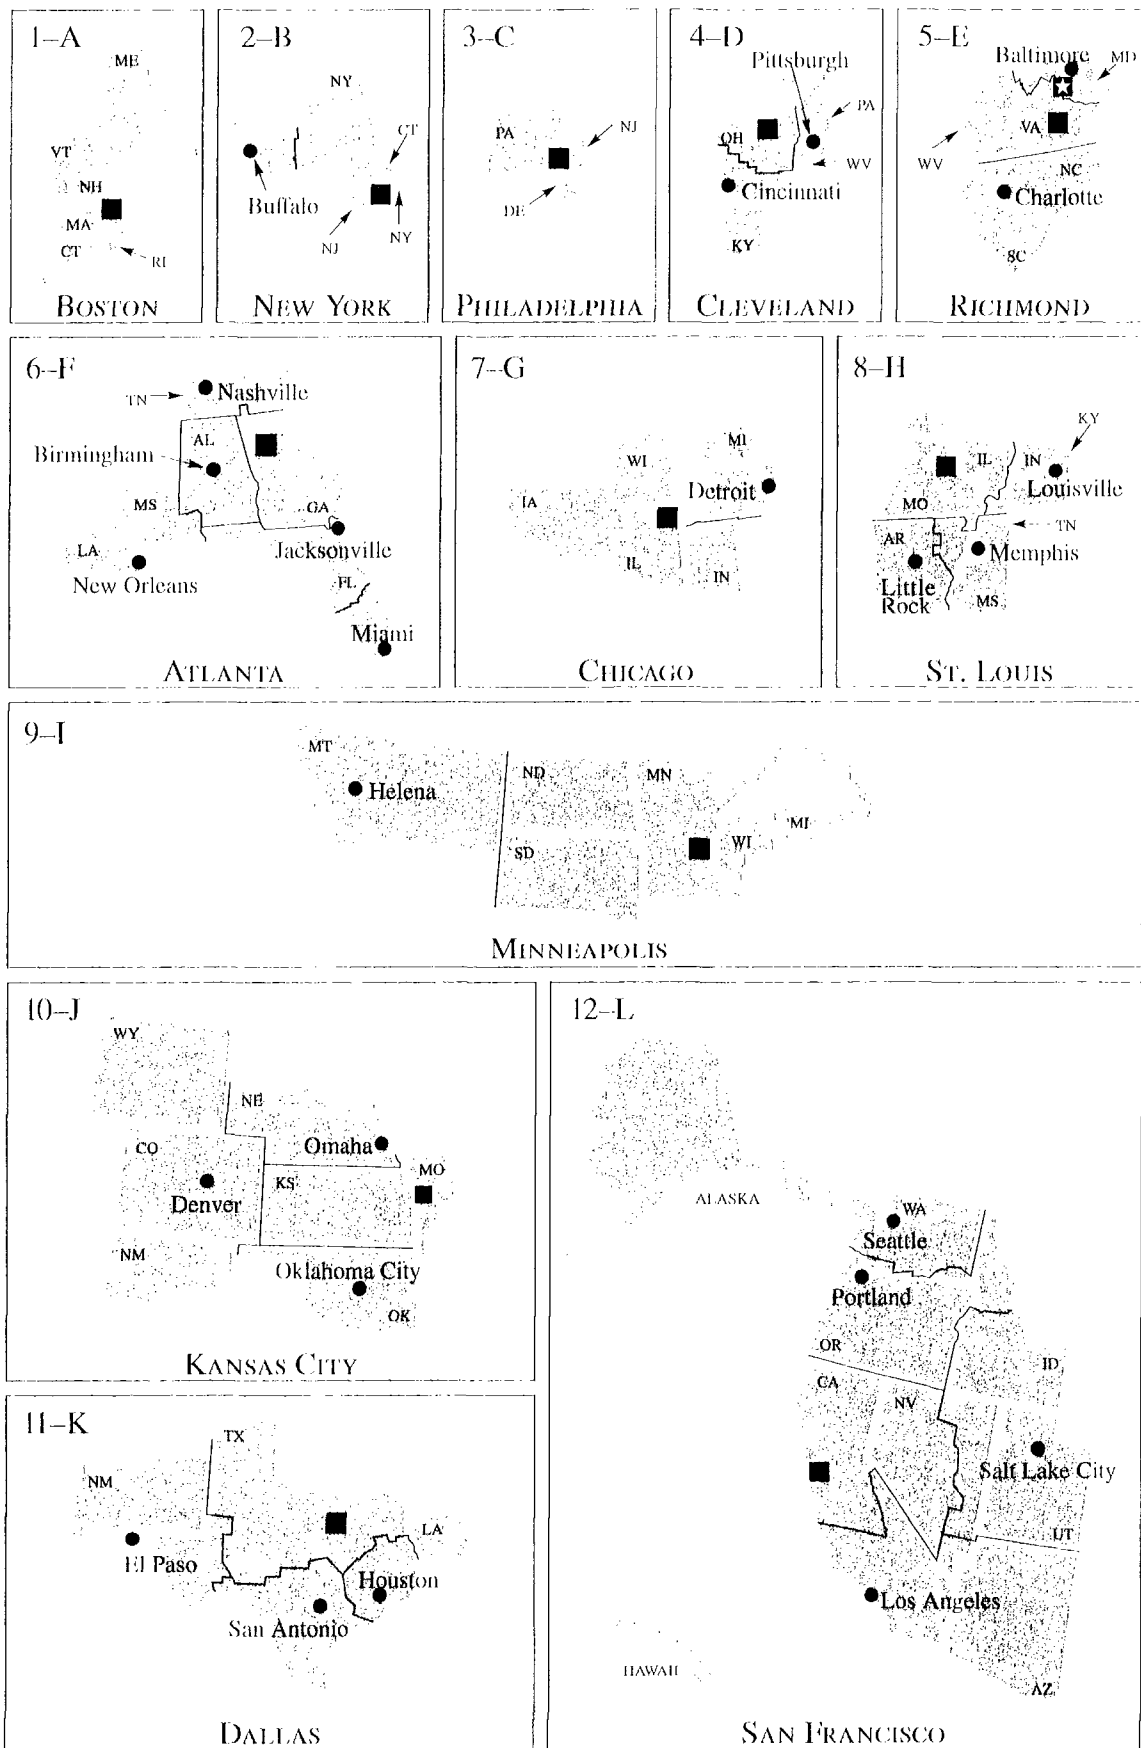 1–A
ME
VT
NH
MA
CT
RI
BOSTON
2–B
NY
CT
Buffalo
NJ
NY
NEW YORK
3–C
PA
NJ
DE
PHILADELPHIA
4–D
Pittsburgh
PA
OH
WV
Cincinnati
KY
CLEVELAND
5–E
Baltimore
MD
VA
WV
NC
Charlotte
SC
RICHMOND
6–F
Nashville
TN
AL
Birmingham
MS
GA
Jacksonville
LA
New Orleans
FL
Miami
ATLANTA
7–G
MI
WI
IA
Detroit
IL
IN
CHICAGO
8–H
KY
IL
IN
Louisville
MO
TN
AR
Memphis
Little
Rock
MS
ST. LOUIS
9–I
MT
ND
MN
Helena
MI
WI
SD
MINNEAPOLIS
10–J
WY
NE
CO
Omaha
MO
KS
Denver
NM
Oklahoma City
OK
KANSAS CITY
11–K
TX
NM
LA
El Paso
Houston
San Antonio
DALLAS
12–L
ALASKA
WA
Seattle
Portland
OR
ID
CA
NV
Salt Lake City
UT
Los Angeles
HAWAII
AZ
SAN FRANCISCO